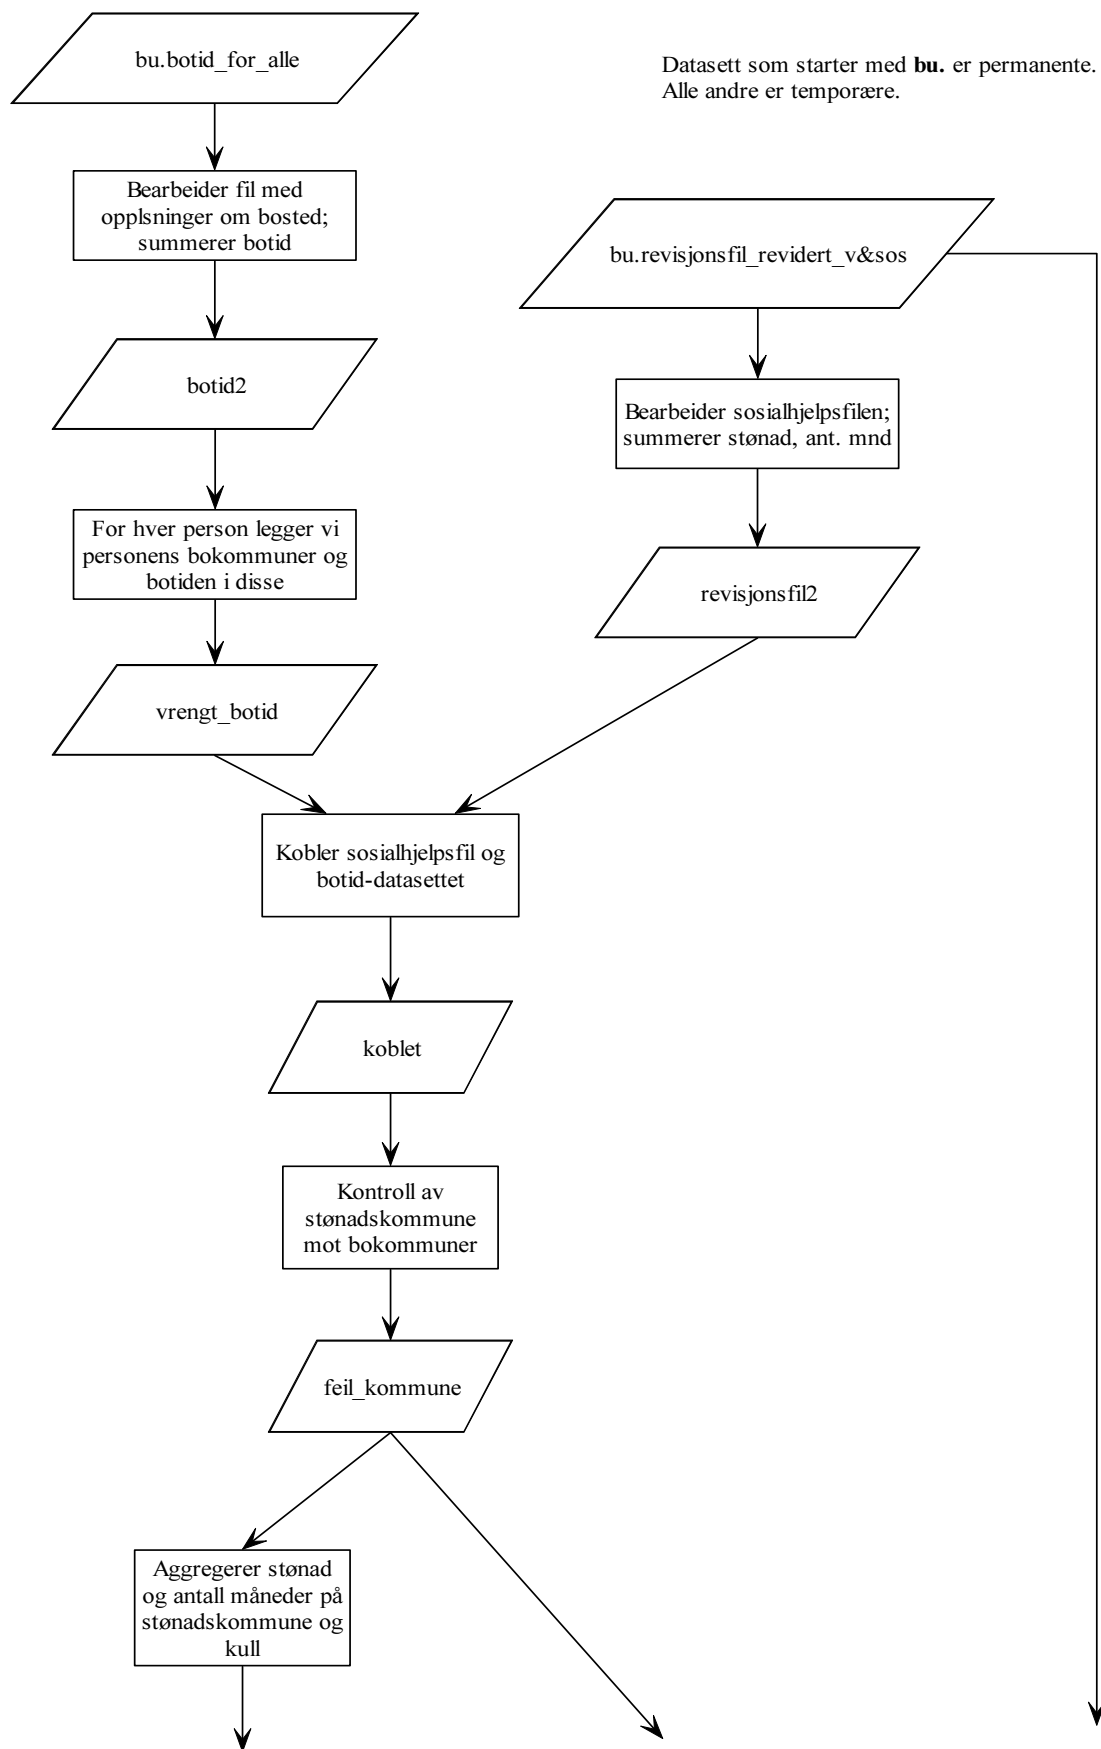 bu.botid_for_alle
Datasett som starter med bu. er permanente.
Alle andre er temporære.
Bearbeider fil med
opplsninger om bosted;
summerer botid
bu.revisjonsfil_revidert_v&sos
botid2
Bearbeider sosialhjelpsfilen;
summerer stønad, ant. mnd
For hver person legger vi
personens bokommuner og
botiden i disse
revisjonsfil2
vrengt_botid
Kobler sosialhjelpsfil og
botid-datasettet
koblet
Kontroll av
stønadskommune
mot bokommuner
feil_kommune
Aggregerer stønad
og antall måneder på
stønadskommune og
kull